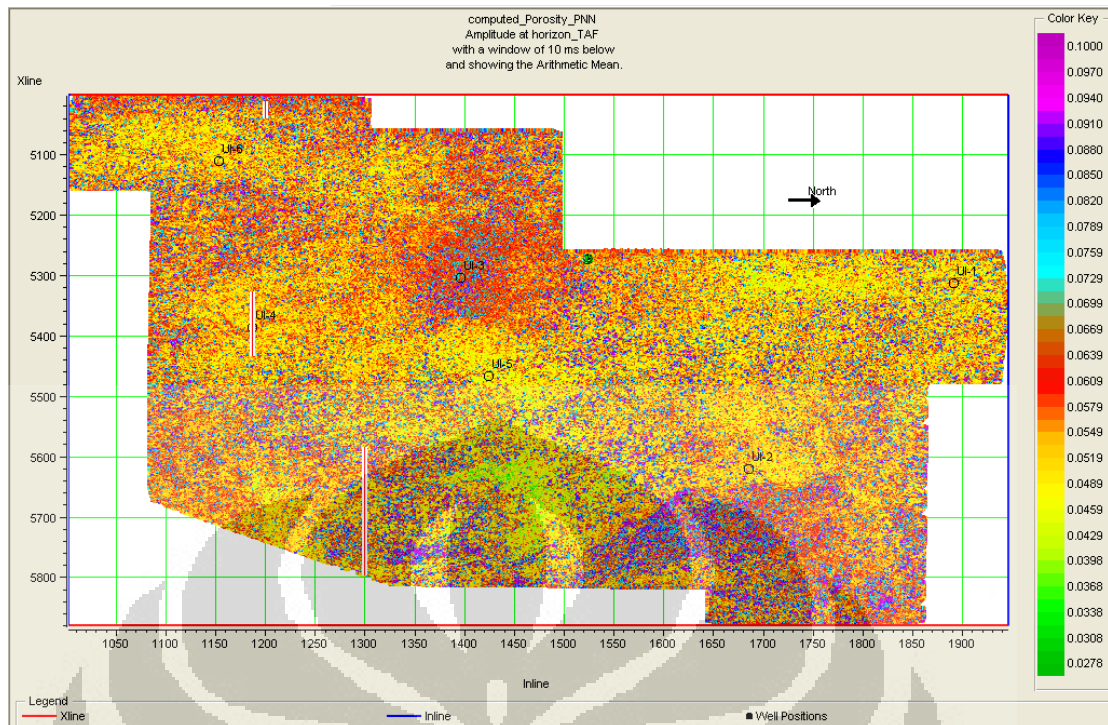 computed_Porosity_PNN
Amplitude at horizon_TAF
with a window of 10 ms below
and showing the Arithmetic Mean.
Color Key
Xline
0.1000
0.0970
0.0940
0.0910
0.0880
0.0850
0.0820
0.0789
0.0759
0.0729
0.0699
0.0669
0.0639
0.0609
0.0579
0.0549
0.0519
0.0489
0.0459
0.0429
0.0398
0.0368
0.0338
0.0308
0.0278
5100
5200
5300
5400
5500
5600
5700
5800
UI-6
North
UI-3
UI-1
UI-4
UI-5
UI-2
1050
1100
1150
1200
1250
1300
1350
1400
1450
1500
1550
1600
1650
1700
1750
1800
1850
1900
Inline
Legend
Xline
Inline
Well Positions